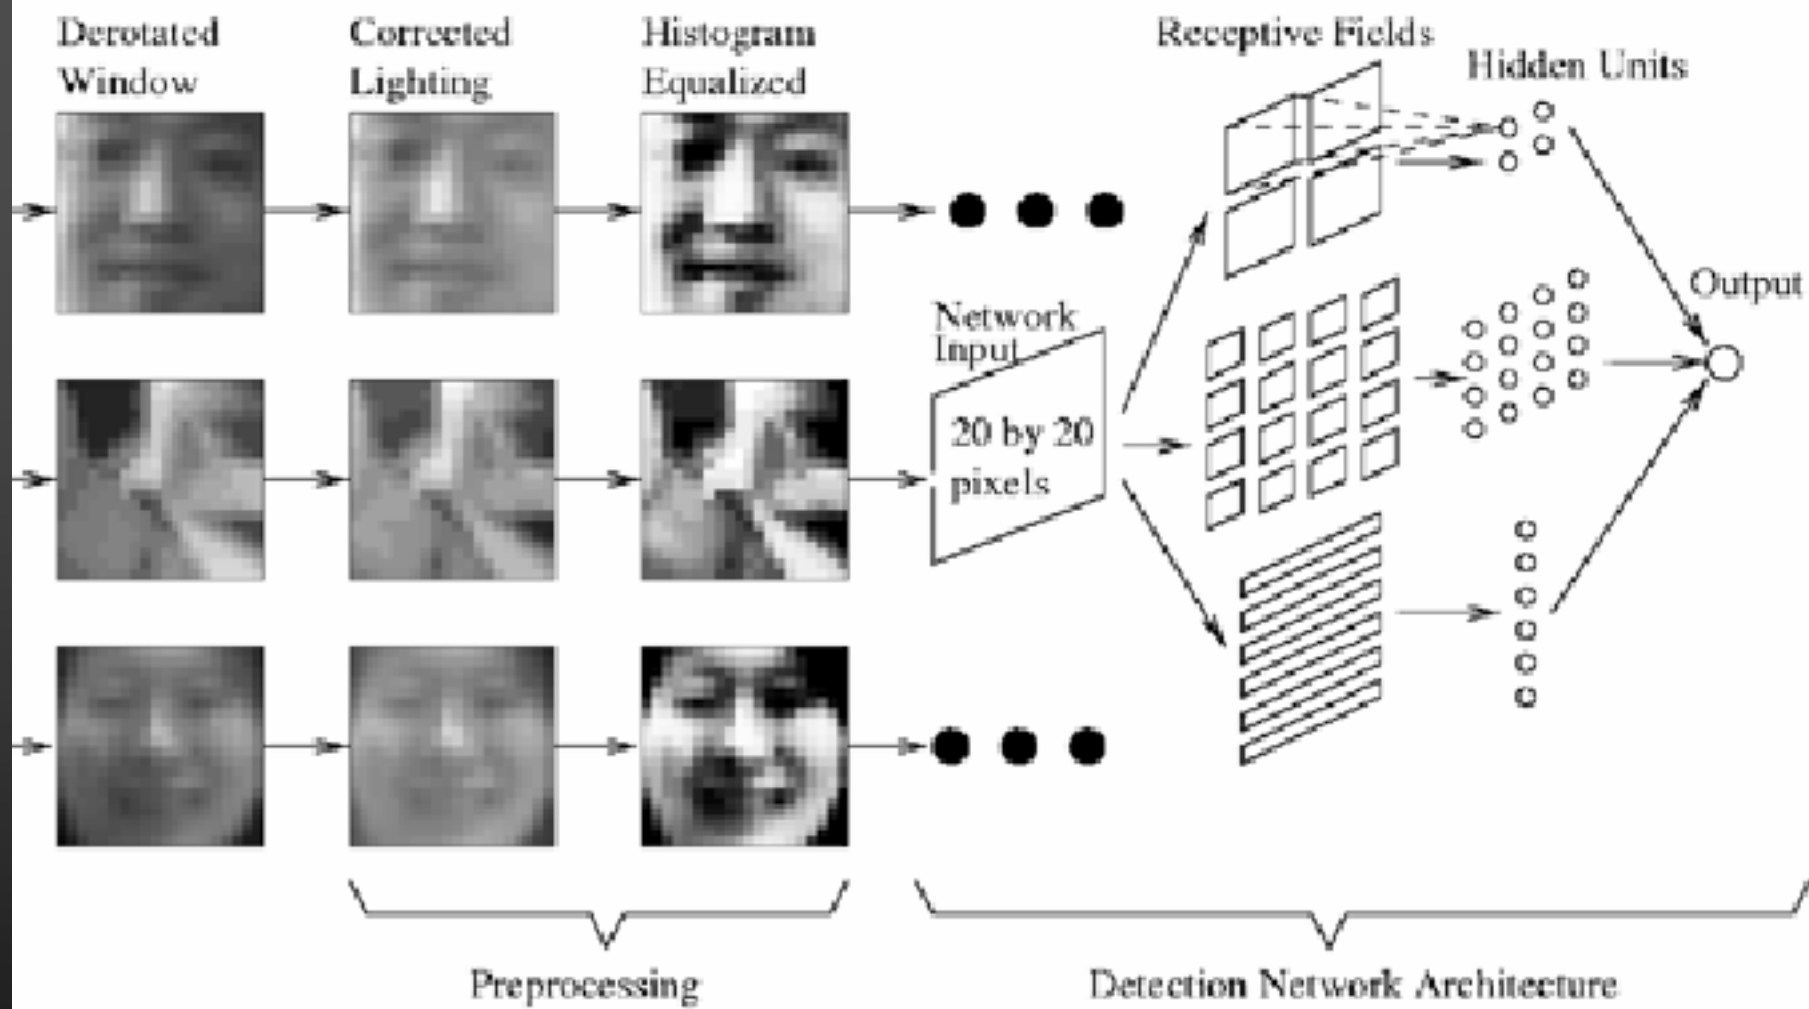 Derotated
Window
Corrected
Lighting
Histogram
Equalized
Receptive Fields
Hidden Units
Network
Input
20 by 20
pixels
Output
Preprocessing
Detection Network Architecture